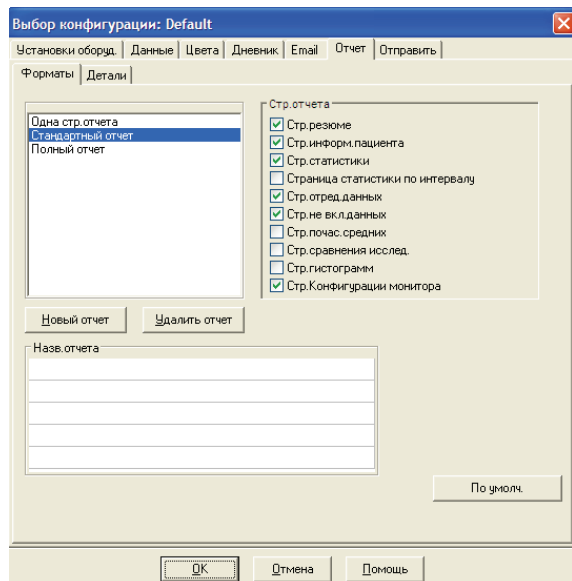 Выбор конфигурации: Default
Установки оборуд. Данные Цвета Дневник Email Отчет Отправить
Форматы Детали
Одна стр.отчета
Стандартный отчет
Полный отчет
Стр.отчета
Стр.резюме
Стр.информ.пациента
Стр.статистики
Страница статистики по интервалу
Стр.отред.данных
Стр.не вкл.данных
Стр.почас.средних
Стр.сравнения исслед.
Стр.гистограмм
Стр.Конфигурации монитора
Новый отчет Удалить отчет
Назв.отчета
По умолч.
OK Отмена Помощь